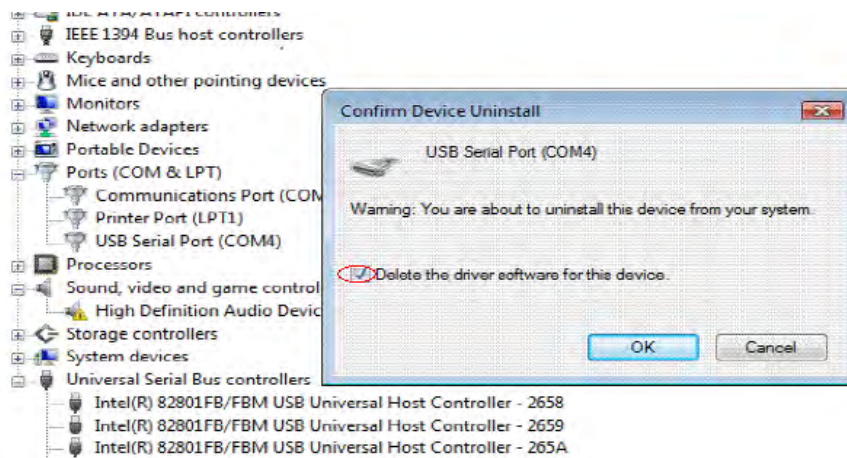 IDE ATA/ATAPI controllers
IEEE 1394 Bus host controllers
Keyboards
Mice and other pointing devices
Monitors
Network adapters
Portable Devices
Ports (COM & LPT)
Communications Port (COM
Printer Port (LPT1)
USB Serial Port (COM4)
Processors
Sound, video and game control
High Definition Audio Devic
Storage controllers
System devices
Universal Serial Bus controllers
Intel(R) 82801FB/FBM USB Universal Host Controller - 2658
Intel(R) 82801FB/FBM USB Universal Host Controller - 2659
Intel(R) 82801FB/FBM USB Universal Host Controller - 265A
Confirm Device Uninstall
USB Serial Port (COM4)
Warning: You are about to uninstall this device from your system.
Delete the driver software for this device.
OK
Cancel